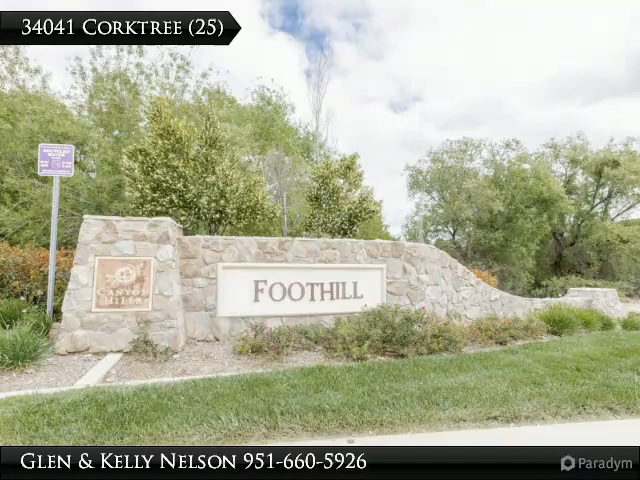 34041 Corktree (25)
CANYON
HILLS
FOOTHILL
Glen & Kelly Nelson 951-660-5926
Paradym